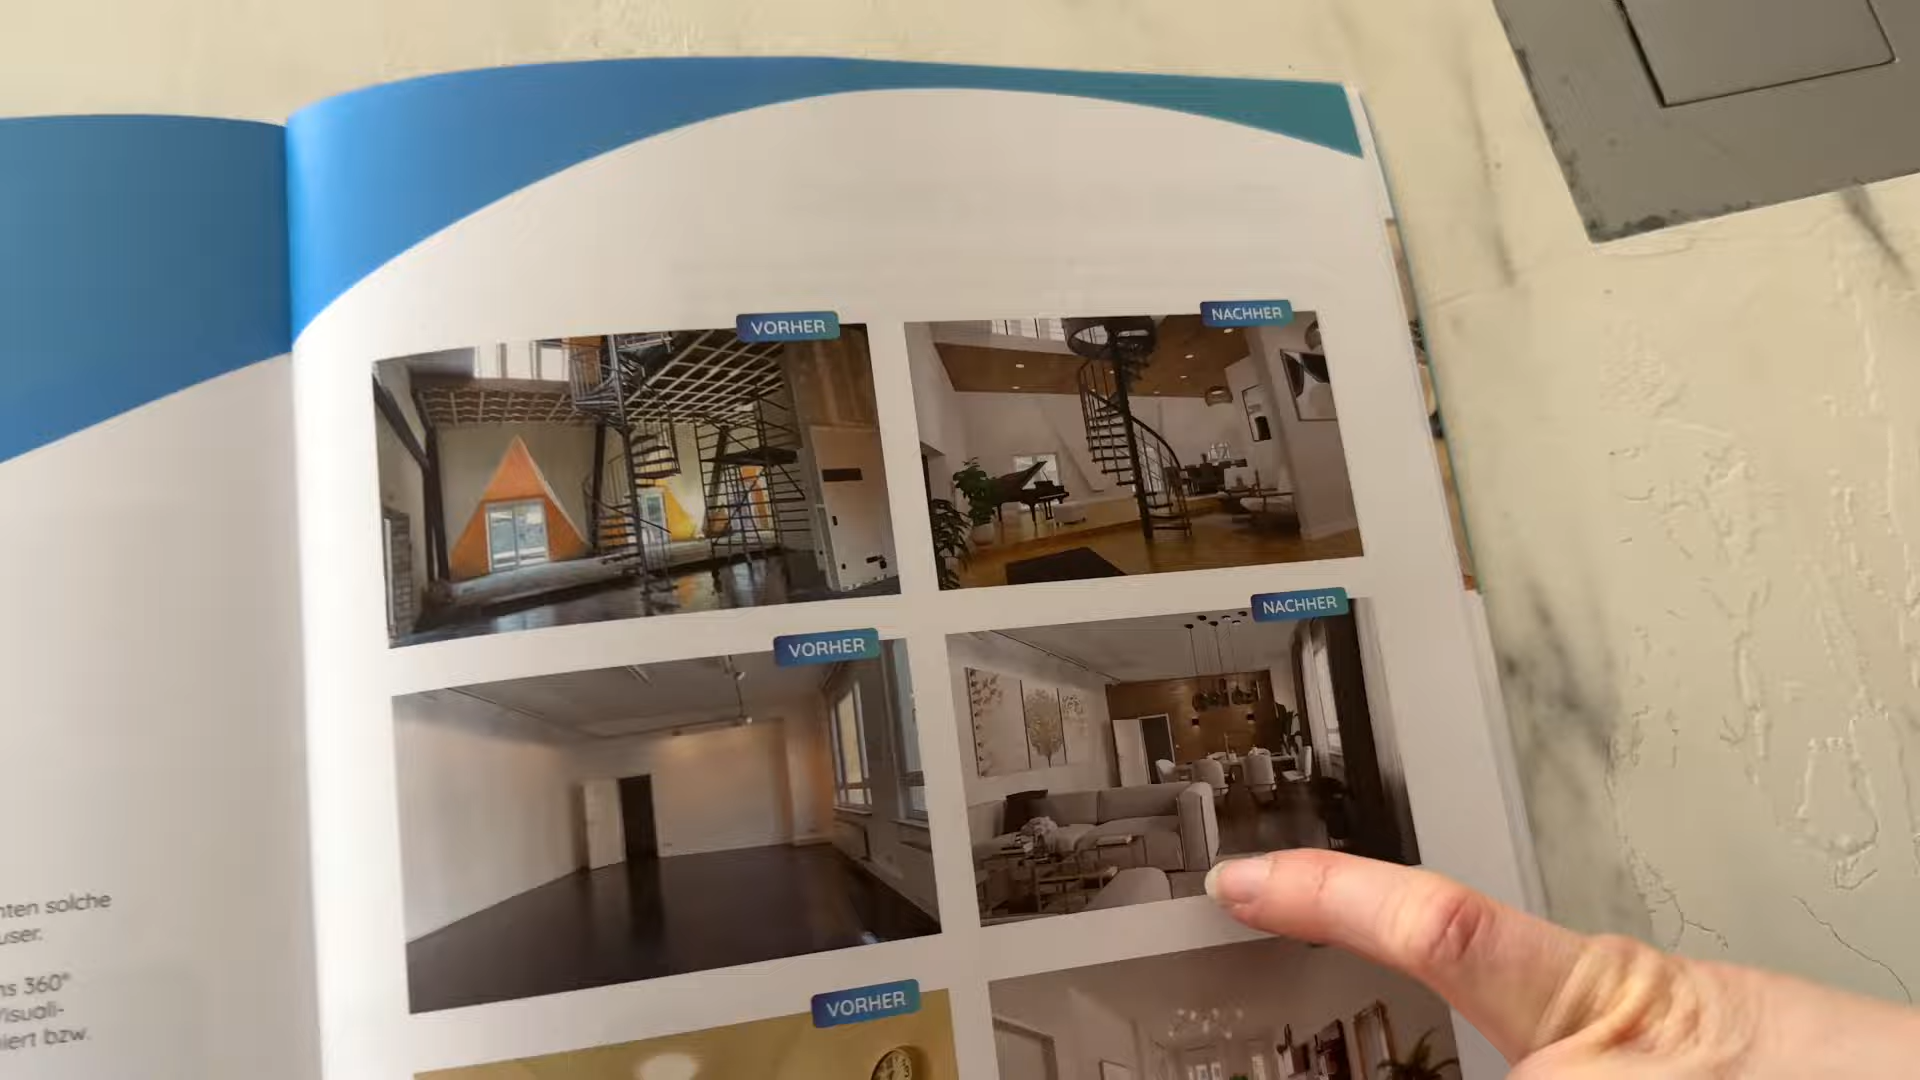 nten solche
user.
ns 360°
Visuali-
iert bzw.
VORHER
NACHHER
VORHER
NACHHER
VORHER